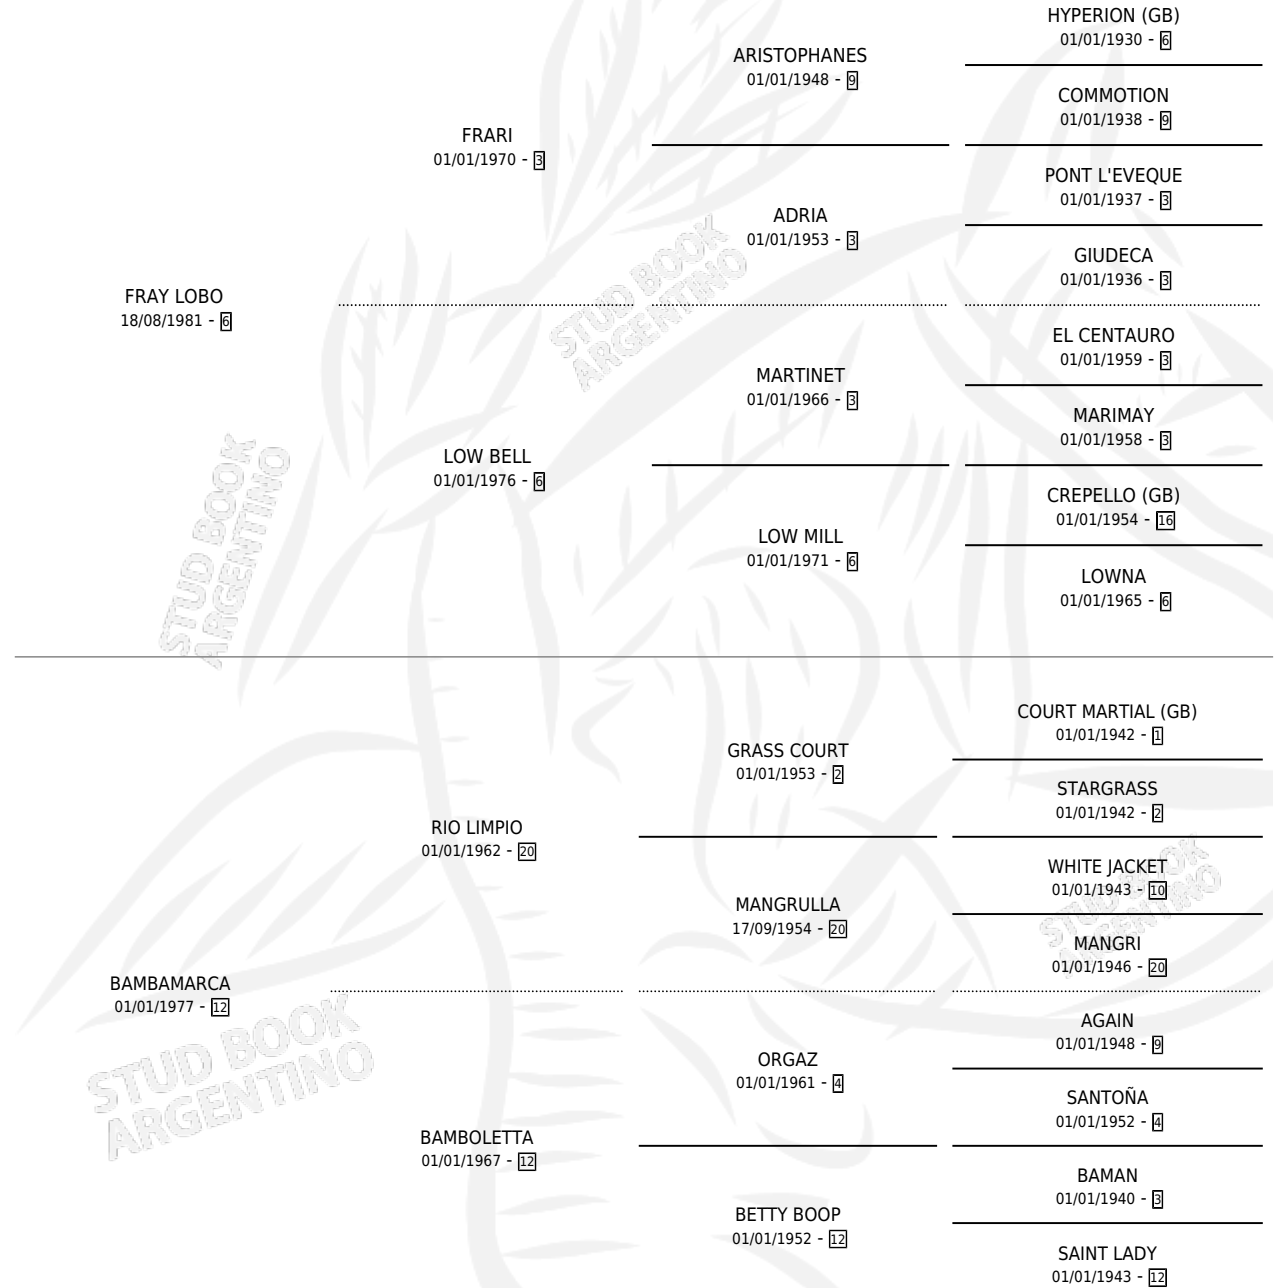 HYPERION (GB)
01/01/1930 - 6
ARISTOPHANES
01/01/1948 - 9
COMMOTION
01/01/1938 - 9
FRARI
01/01/1970 - 3
PONT L'EVEQUE
01/01/1937 - 3
ADRIA
01/01/1953 - 3
GIUDECA
01/01/1936 - 3
FRAY LOBO
18/08/1981 - 6
EL CENTAURO
01/01/1959 - 3
MARTINET
01/01/1966 - 3
MARIMAY
01/01/1958 - 3
LOW BELL
01/01/1976 - 6
CREPELLO (GB)
01/01/1954 - 16
LOW MILL
01/01/1971 - 6
LOWNA
01/01/1965 - 6
COURT MARTIAL (GB)
01/01/1942 - 1
GRASS COURT
01/01/1953 - 2
STARGRASS
01/01/1942 - 2
RIO LIMPIO
01/01/1962 - 20
WHITE JACKET
01/01/1943 - 10
MANGRULLA
17/09/1954 - 20
MANGRI
01/01/1946 - 20
BAMBAMARCA
01/01/1977 - 12
AGAIN
01/01/1948 - 9
ORGAZ
01/01/1961 - 4
SANTOÑA
01/01/1952 - 4
BAMBOLETTA
01/01/1967 - 12
BAMAN
01/01/1940 - 3
BETTY BOOP
01/01/1952 - 12
SAINT LADY
01/01/1943 - 12
STUD BOOK
ARGENTINO
STUD BOOK
ARGENTINO
STUD BOOK
ARGENTINO
STUD BOOK
ARGENTINO